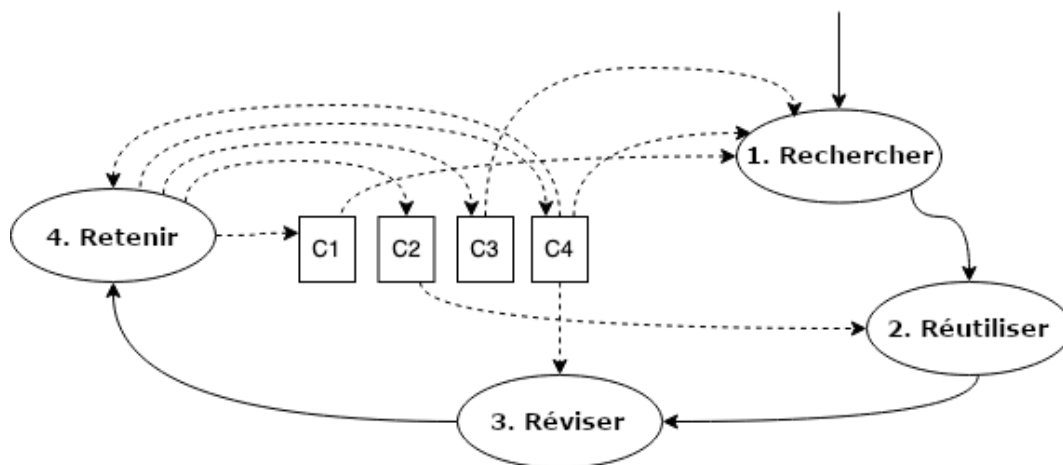 1. Rechercher
4. Retenir
C1
C2
C3
C4
2. Réutiliser
3. Réviser